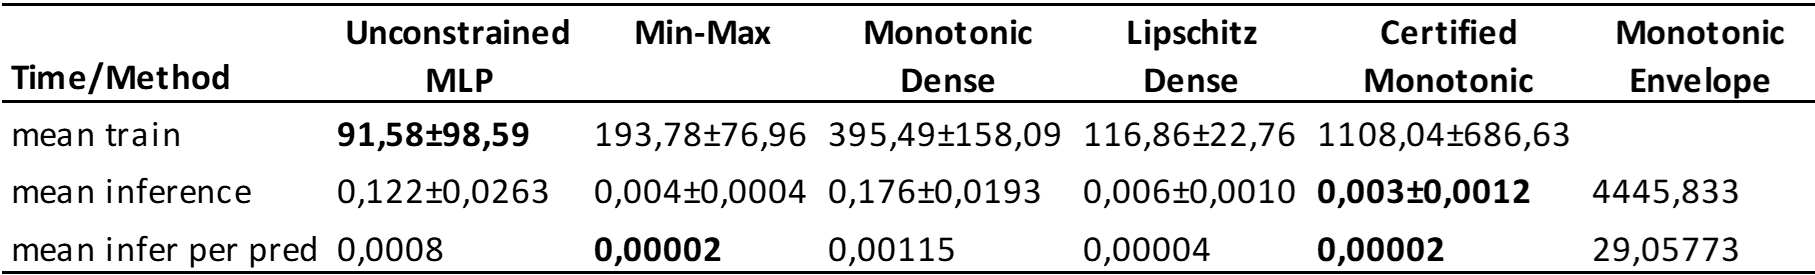 Unconstrained Min-Max Monotonic Lipschitz Certified Monotonic
Time/Method MLP Dense Dense Monotonic Envelope
mean train 91,58±98,59 193,78±76,96 395,49±158,09 116,86±22,76 1108,04±686,63
mean inference 0,122±0,0263 0,004±0,0004 0,176±0,0193 0,006±0,0010 0,003±0,0012 4445,833
mean infer per pred 0,0008 0,00002 0,00115 0,00004 0,00002 29,05773